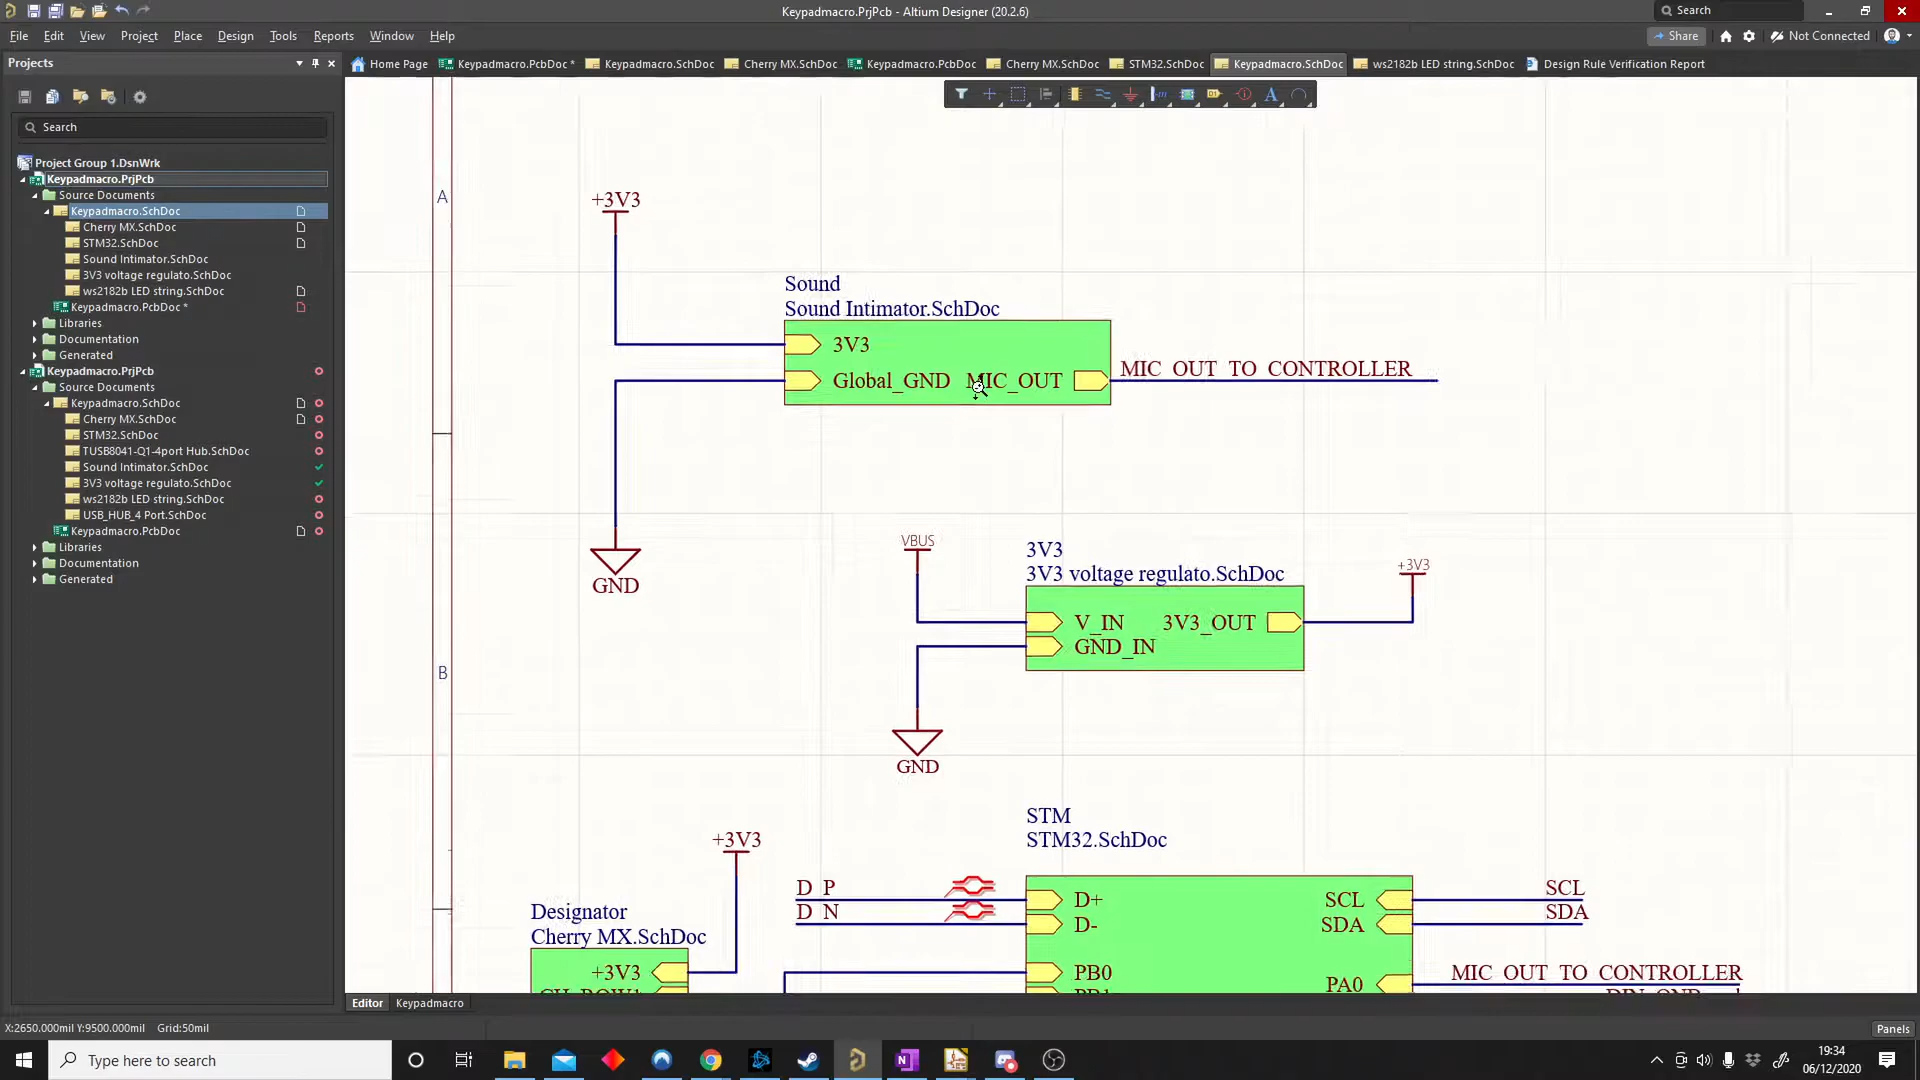 Keypadmacro.PrjPcb - Altium Designer (20.2.6)
Search
File Edit View Project Place Design Tools Reports Window Help
Share
Not Connected
Projects
Home Page
Keypadmacro.PcbDoc *
Keypadmacro.SchDoc
Cherry MX.SchDoc
Keypadmacro.PcbDoc
Cherry MX.SchDoc
STM32.SchDoc
Keypadmacro.SchDoc
ws2182b LED string.SchDoc
Design Rule Verification Report
Search
Project Group 1.DsnWrk
Keypadmacro.PrjPcb
Source Documents
Keypadmacro.SchDoc
Cherry MX.SchDoc
STM32.SchDoc
Sound Intimator.SchDoc
3V3 voltage regulato.SchDoc
ws2182b LED string.SchDoc
Keypadmacro.PcbDoc *
Libraries
Documentation
Generated
Keypadmacro.PrjPcb
Source Documents
Keypadmacro.SchDoc
Cherry MX.SchDoc
STM32.SchDoc
TUSB8041-Q1-4port Hub.SchDoc
Sound Intimator.SchDoc
3V3 voltage regulato.SchDoc
ws2182b LED string.SchDoc
USB_HUB_4 Port.SchDoc
Keypadmacro.PcbDoc
Libraries
Documentation
Generated
A
+3V3
Sound
Sound Intimator.SchDoc
3V3
Global_GND MIC_OUT
MIC_OUT_TO_CONTROLLER
GND
B
VBUS
3V3
3V3 voltage regulato.SchDoc
+3V3
V_IN 3V3_OUT
GND_IN
GND
STM
STM32.SchDoc
+3V3
D_P
D_N
D+ SCL
D- SDA
SCL
SDA
Designator
Cherry MX.SchDoc
+3V3
PB0
PA0
MIC_OUT_TO_CONTROLLER
Editor Keypadmacro
X:2650.000mil Y:9500.000mil Grid:50mil
Panels
Type here to search
19:34
06/12/2020